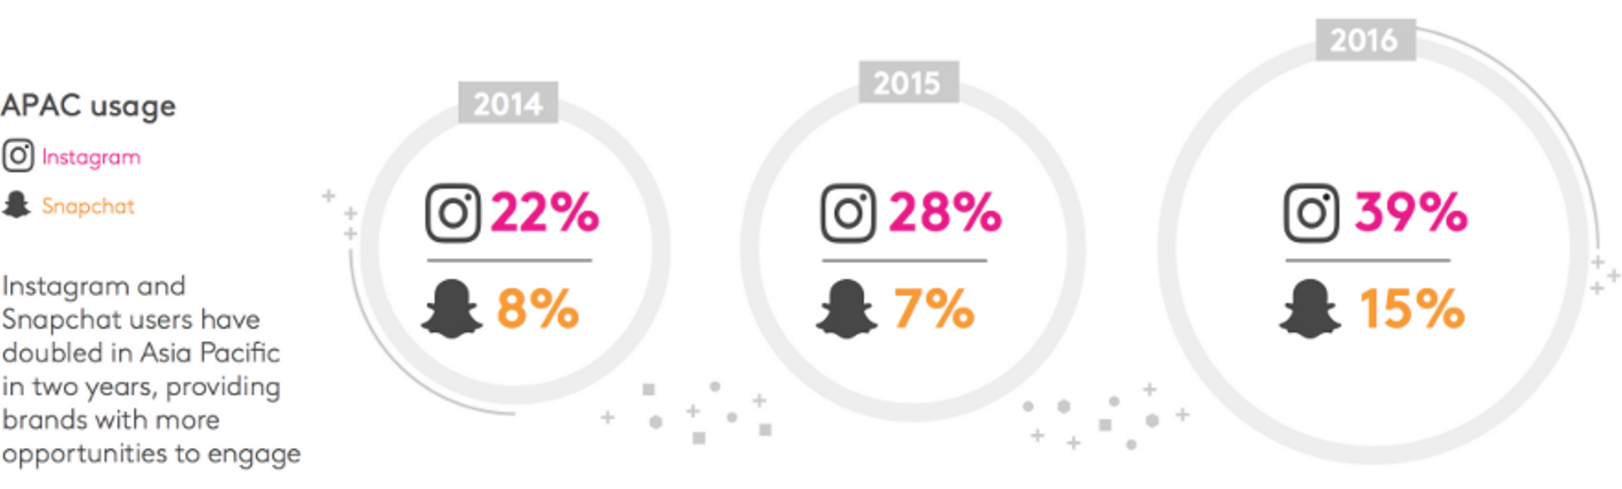 APAC usage
Instagram
Snapchat
Instagram and
Snapchat users have
doubled in Asia Pacific
in two years, providing
brands with more
opportunities to engage
2014
22%
8%
2015
28%
7%
2016
39%
15%